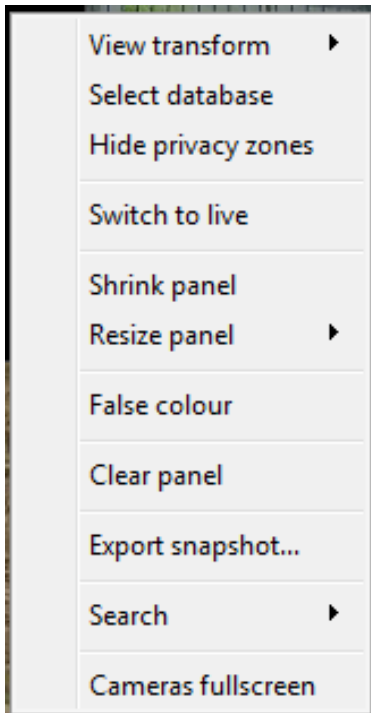 View transform
Select database
Hide privacy zones
Switch to live
Shrink panel
Resize panel
False colour
Clear panel
Export snapshot...
Search
Cameras fullscreen